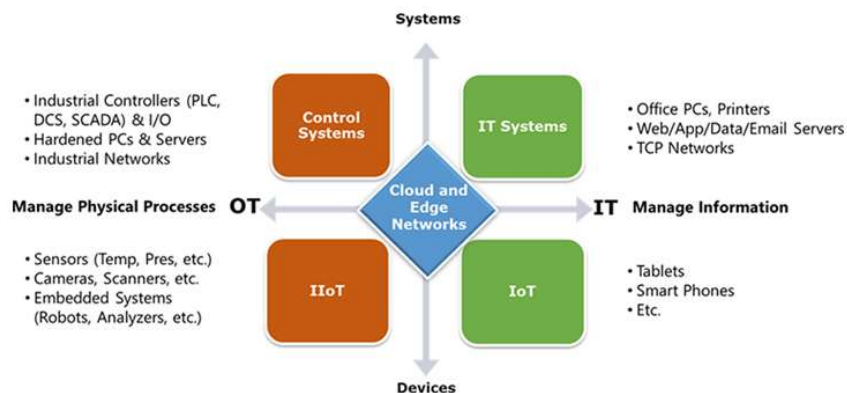 Systems
• Industrial Controllers (PLC,
DCS, SCADA) & I/O
• Hardened PCs & Servers
• Industrial Networks
Control
Systems
IT Systems
• Office PCs, Printers
• Web/App/Data/Email Servers
• TCP Networks
Manage Physical Processes OT
Cloud and
Edge
Networks
IT Manage Information
• Sensors (Temp, Pres, etc.)
• Cameras, Scanners, etc.
• Embedded Systems
(Robots, Analyzers, etc.)
IIoT
IoT
• Tablets
• Smart Phones
• Etc.
Devices